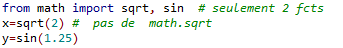 from math import sqrt, sin  # seulement 2 fcts
x=sqrt(2) #  pas de  math.sqrt
y=sin(1.25)